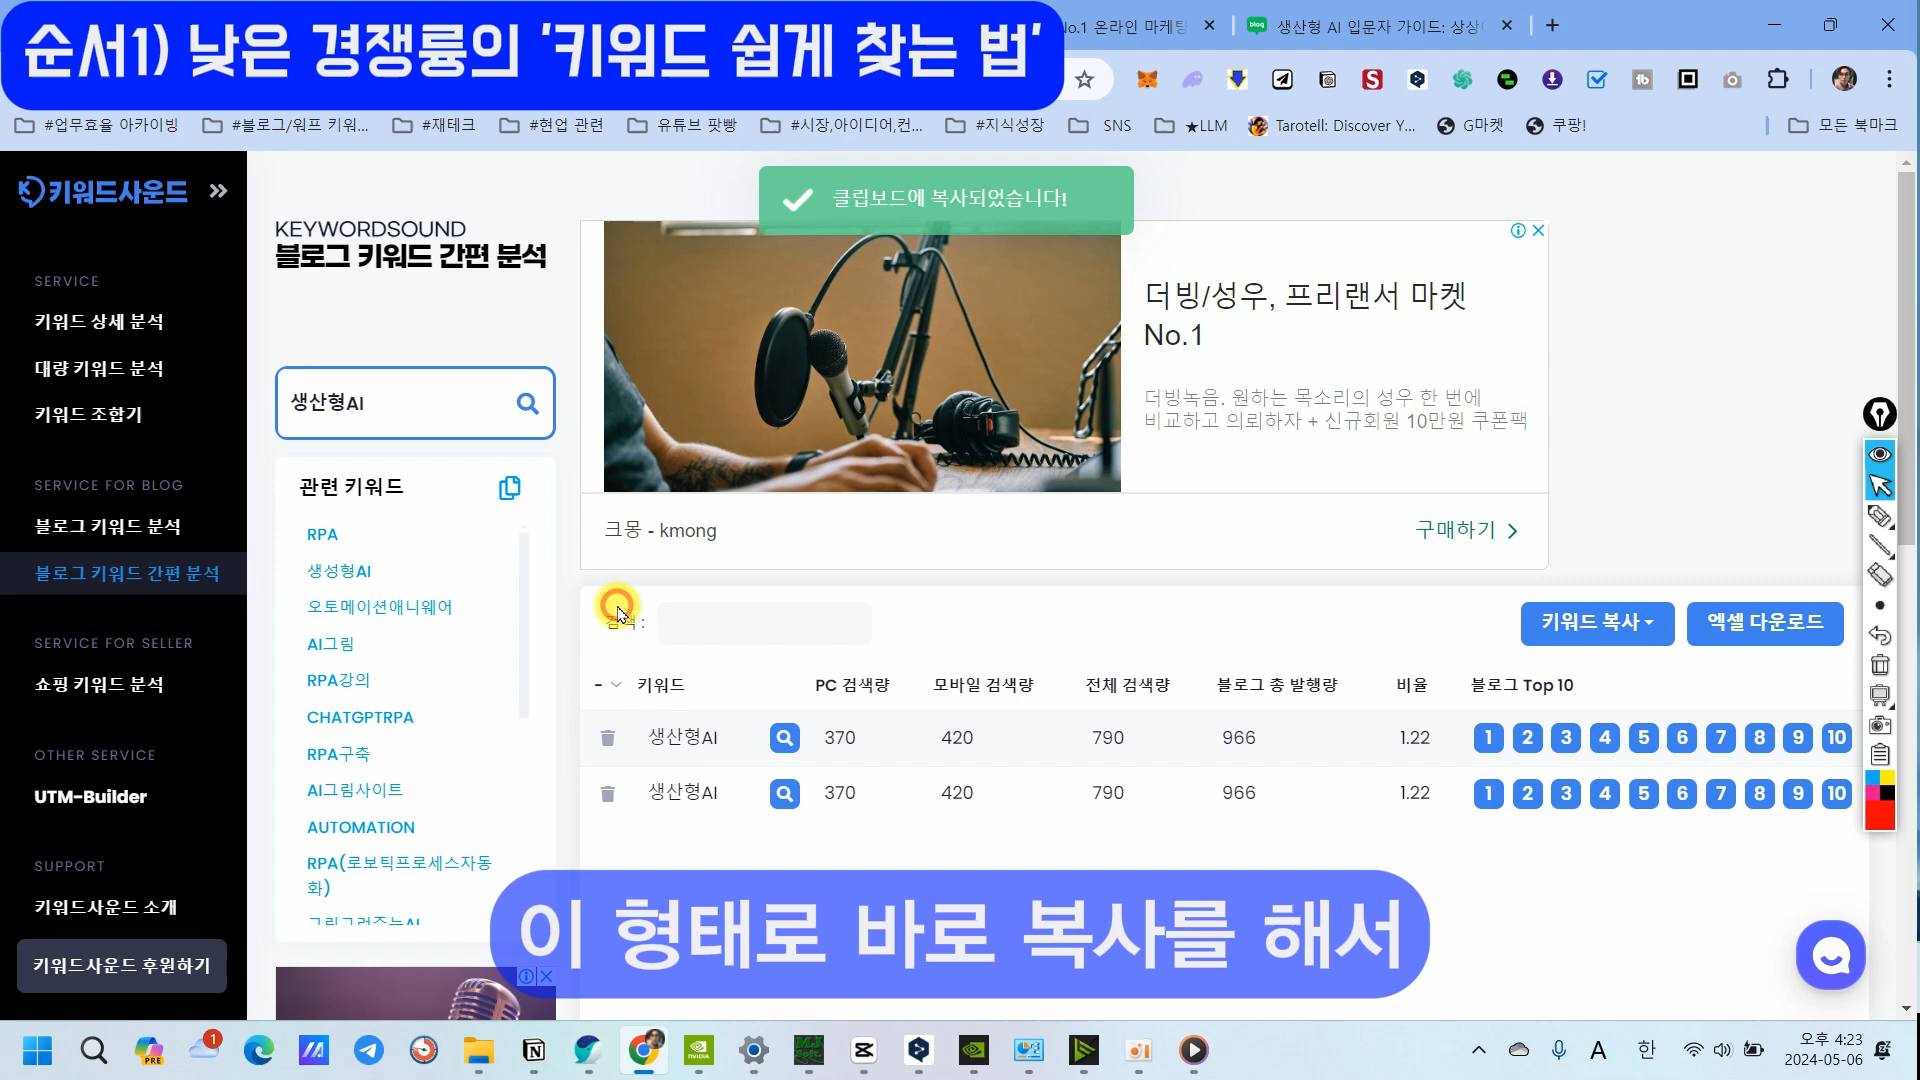 순서1) 낮은 경쟁률의 '키워드 쉽게 찾는 법'
No.1 온라인 마케팅
생산형 AI 입문자 가이드: 상상
#업무효율 아카이빙
#블로그/워프 키워...
#재테크
#현업 관련
유튜브 팟빵
#시장,아이디어,컨...
#지식성장
SNS
★LLM
Tarotell: Discover Y...
G마켓
쿠팡!
모든 북마크
키워드사운드
클립보드에 복사되었습니다!
KEYWORDSOUND
블로그 키워드 간편 분석
SERVICE
키워드 상세 분석
대량 키워드 분석
키워드 조합기
SERVICE FOR BLOG
블로그 키워드 분석
블로그 키워드 간편 분석
SERVICE FOR SELLER
쇼핑 키워드 분석
OTHER SERVICE
UTM-Builder
SUPPORT
키워드사운드 소개
키워드사운드 후원하기
생산형AI
관련 키워드
RPA
생성형AI
오토메이션애니웨어
AI그림
RPA강의
CHATGPTRPA
RPA구축
AI그림사이트
AUTOMATION
RPA(로보틱프로세스자동
화)
그림그려주는AI
더빙/성우, 프리랜서 마켓
No.1
더빙녹음. 원하는 목소리의 성우 한 번에
비교하고 의뢰하자 + 신규회원 10만원 쿠폰팩
크몽 - kmong
구매하기
검색 :
키워드 복사
엑셀 다운로드
- 키워드 PC 검색량 모바일 검색량 전체 검색량 블로그 총 발행량 비율 블로그 Top 10
생산형AI 370 420 790 966 1.22 1 2 3 4 5 6 7 8 9 10
생산형AI 370 420 790 966 1.22 1 2 3 4 5 6 7 8 9 10
이 형태로 바로 복사를 해서
PRE
1
A
한
오후 4:23
2024-05-06